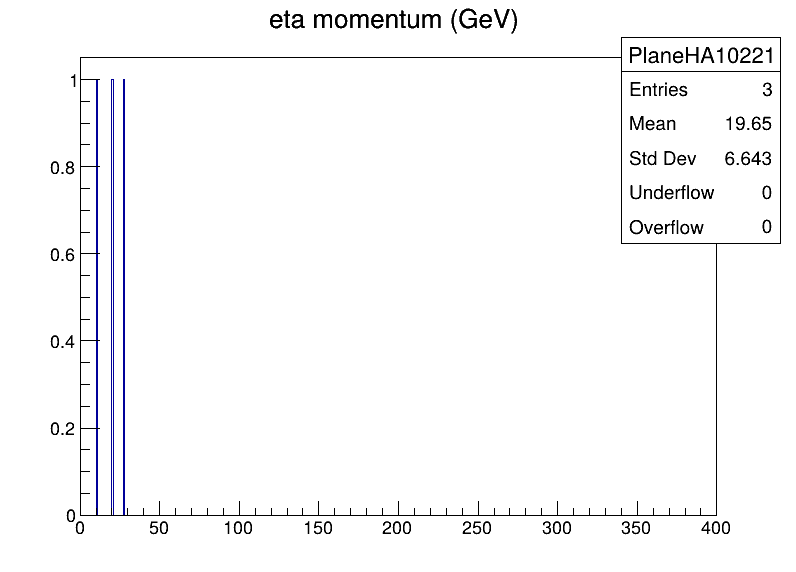 eta momentum (GeV)
PlaneHA10221
Entries 3
Mean 19.65
Std Dev 6.643
Underflow 0
Overflow 0
1
0.8
0.6
0.4
0.2
0
0 50 100 150 200 250 300 350 400